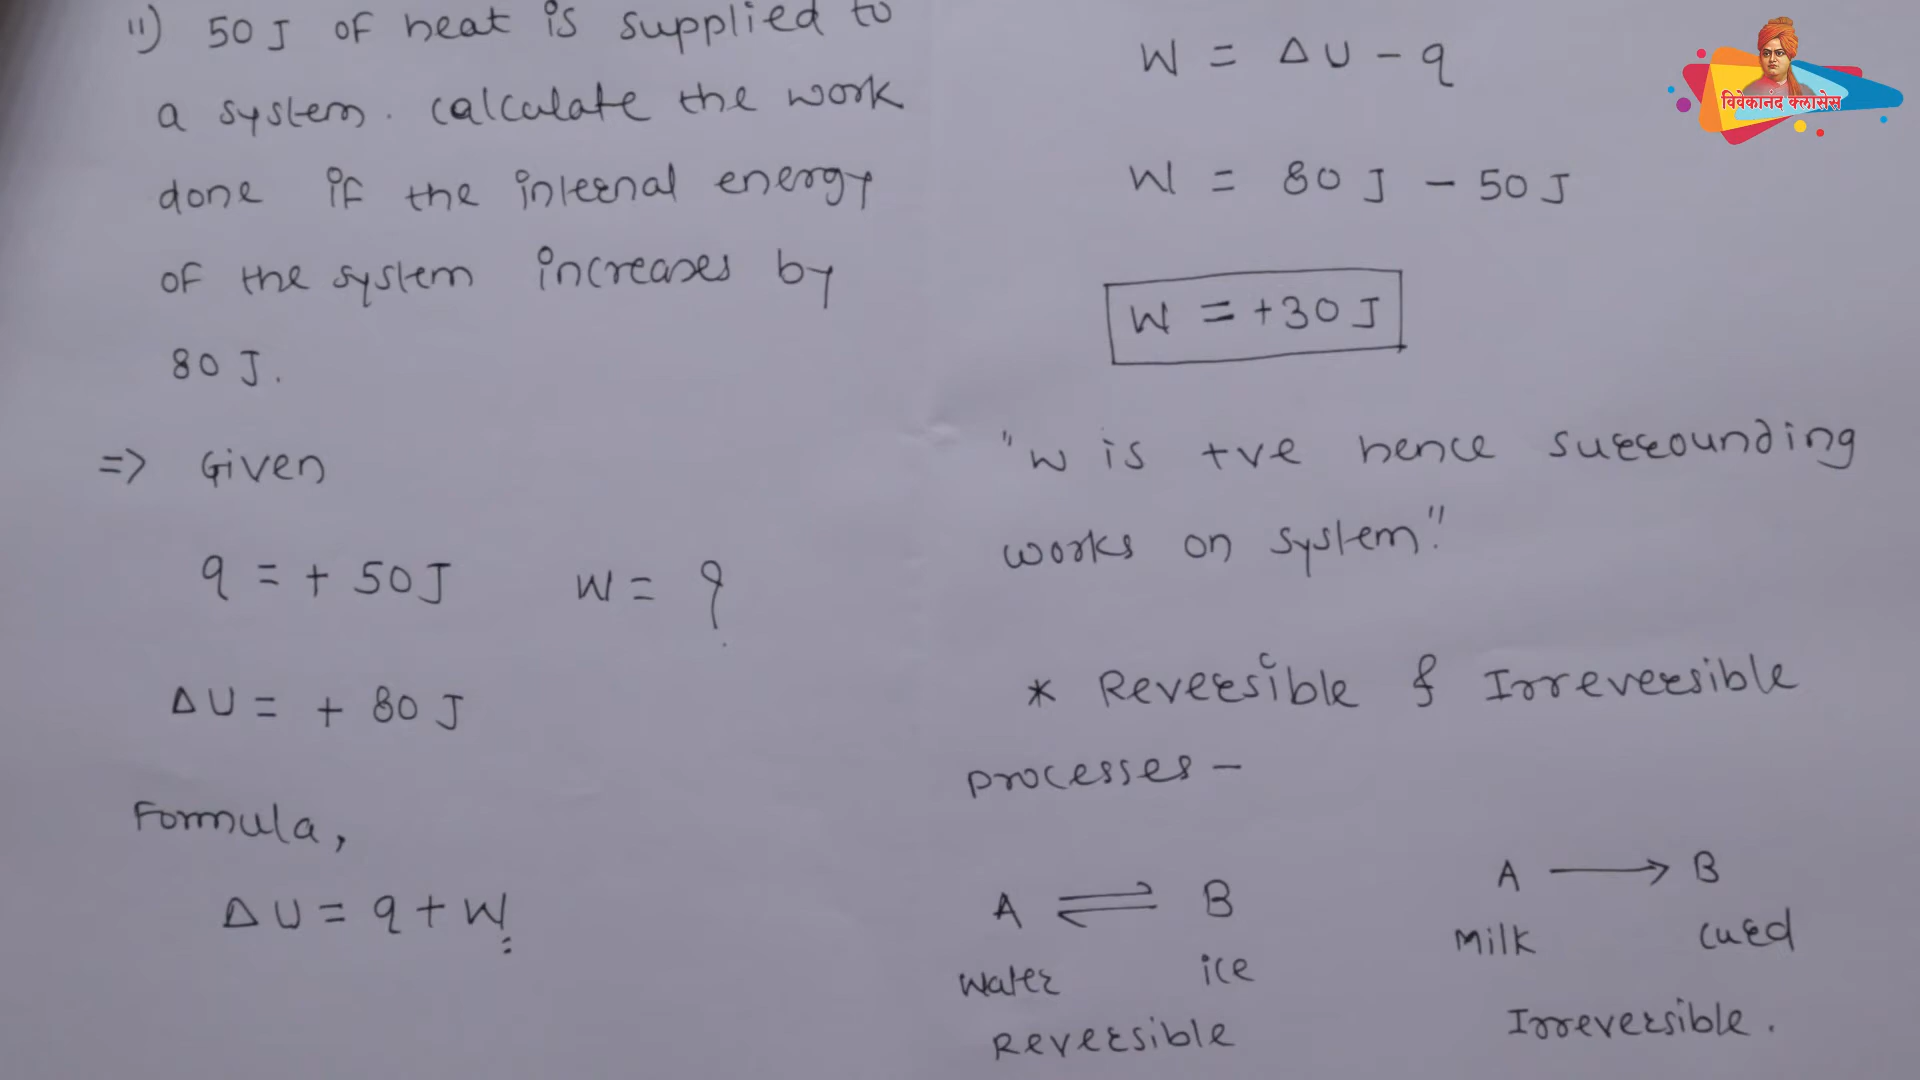 11) 50 J of heat is supplied to
a system. calculate the work
done if the internal energy
of the system increases by
80 J.
=> Given
q = + 50 J W = ?
ΔU = + 80 J
Formula,
ΔU = q + W
W = ΔU - q
W = 80 J - 50 J
W = +30 J
"W is +ve hence surrounding
works on system."
* Reversible & Irreversible
processes -
A ⇌ B
water ice
Reversible
A ⟶ B
Milk curd
Irreversible.
विवेकानंद क्लासेस